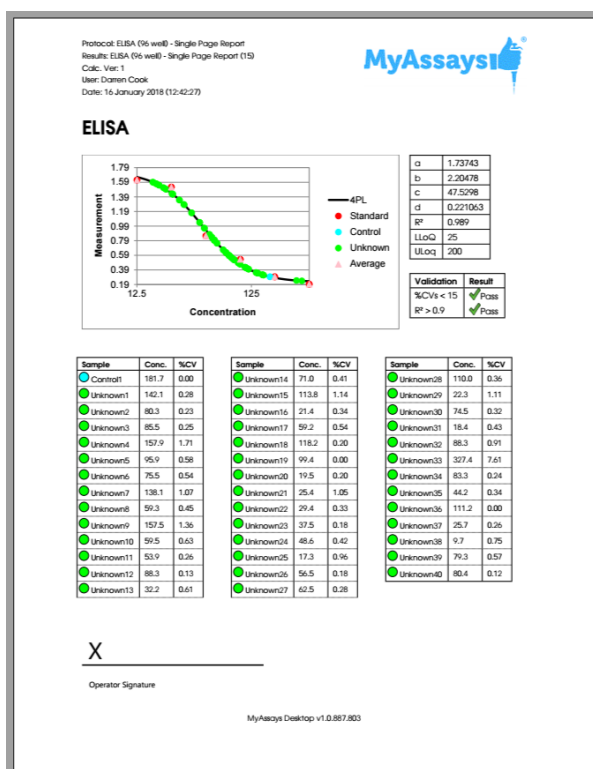 Protocol: ELISA (96 well) - Single Page Report
Results: ELISA (96 well) - Single Page Report (15)
Calc. Ver: 1
User: Darren Cook
Date: 16 January 2018 (12:42:27)
MyAssays®
ELISA
1.79
1.59
1.39
1.19
0.99
0.79
0.59
0.39
0.19
Measurement
12.5 125
Concentration
4PL
Standard
Control
Unknown
Average
a 1.73743
b 2.20478
c 47.5298
d 0.221063
R² 0.989
LLoQ 25
ULoq 200
Validation Result
%CVs < 15 Pass
R² > 0.9 Pass
Sample Conc. %CV
Control1 181.7 0.00
Unknown1 142.1 0.28
Unknown2 80.3 0.23
Unknown3 85.5 0.25
Unknown4 157.9 1.71
Unknown5 95.9 0.58
Unknown6 75.5 0.54
Unknown7 138.1 1.07
Unknown8 59.3 0.45
Unknown9 157.5 1.36
Unknown10 59.5 0.63
Unknown11 53.9 0.26
Unknown12 88.3 0.13
Unknown13 32.2 0.61
Sample Conc. %CV
Unknown14 71.0 0.41
Unknown15 113.8 1.14
Unknown16 21.4 0.34
Unknown17 59.2 0.54
Unknown18 118.2 0.20
Unknown19 99.4 0.00
Unknown20 19.5 0.20
Unknown21 25.4 1.05
Unknown22 29.4 0.33
Unknown23 37.5 0.18
Unknown24 48.6 0.42
Unknown25 17.3 0.96
Unknown26 56.5 0.18
Unknown27 62.5 0.28
Sample Conc. %CV
Unknown28 110.0 0.36
Unknown29 22.3 1.11
Unknown30 74.5 0.32
Unknown31 18.4 0.43
Unknown32 88.3 0.91
Unknown33 327.4 7.61
Unknown34 83.3 0.24
Unknown35 44.2 0.34
Unknown36 111.2 0.00
Unknown37 25.7 0.26
Unknown38 9.7 0.75
Unknown39 79.3 0.57
Unknown40 80.4 0.12
X
Operator Signature
MyAssays Desktop v1.0.887.803